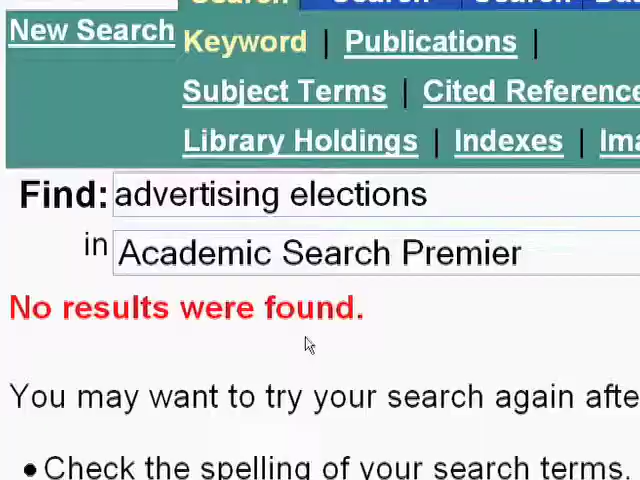 New Search
Keyword | Publications |
Subject Terms | Cited Reference
Library Holdings | Indexes |
Find: advertising elections
in Academic Search Premier
No results were found.
You may want to try your search again
• Check the spelling of your search terms.